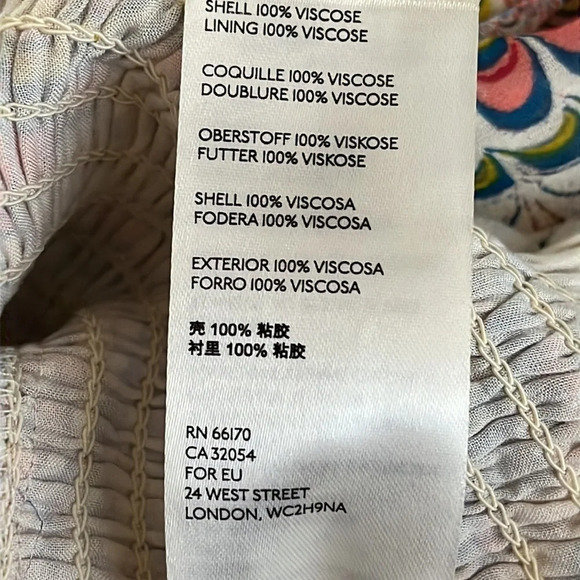 SHELL 100% VISCOSE
LINING 100% VISCOSE
COQUILLE 100% VISCOSE
DOUBLURE 100% VISCOSE
OBERSTOFF 100% VISKOSE
FUTTER 100% VISKOSE
SHELL 100% VISCOSA
FODERA 100% VISCOSA
EXTERIOR 100% VISCOSA
FORRO 100% VISCOSA
壳 100% 粘胶
衬里 100% 粘胶
RN 66170
CA 32054
FOR EU
24 WEST STREET
LONDON, WC2H9NA